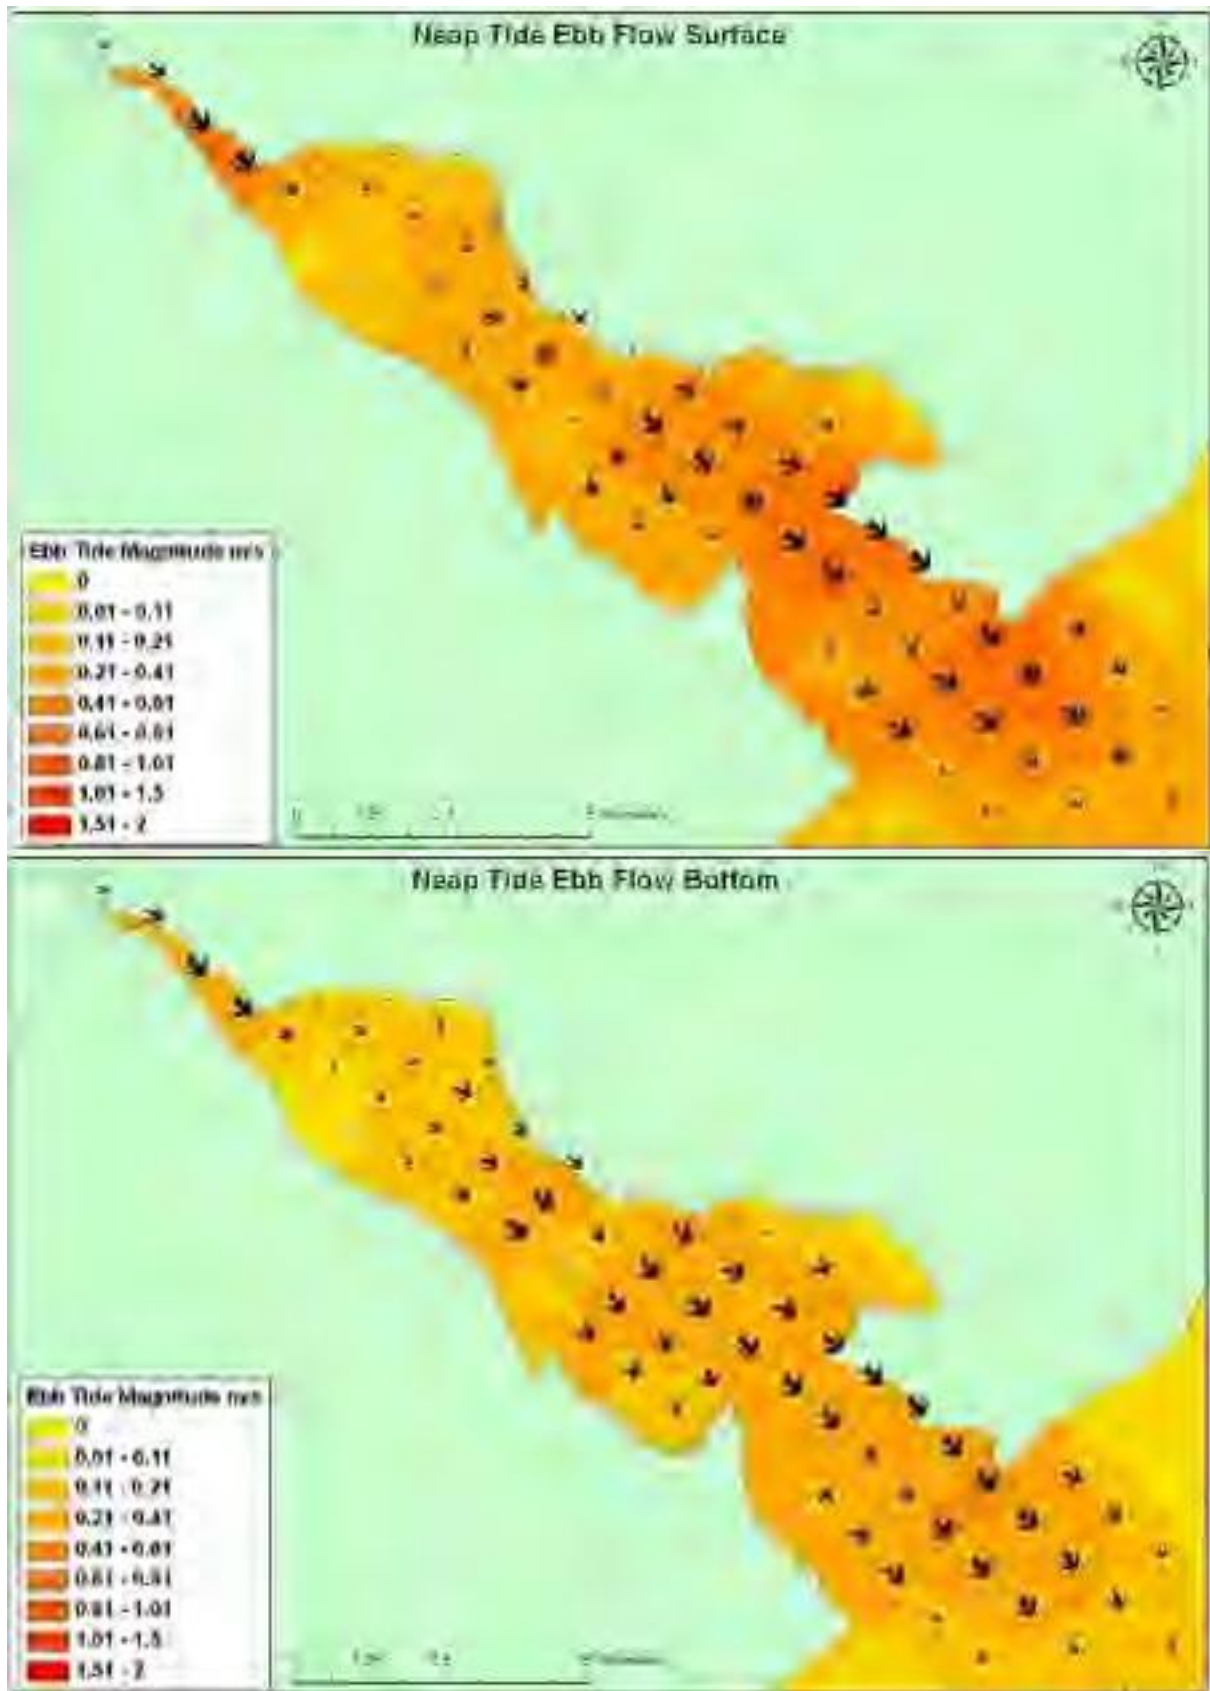 Neap Tide Ebb Flow Surface
Ebb Tide Magnitude m/s
0
0.01 - 0.11
0.11 - 0.21
0.21 - 0.41
0.41 - 0.61
0.61 - 0.81
0.81 - 1.01
1.01 - 1.5
1.51 - 2
Neap Tide Ebb Flow Bottom
Ebb Tide Magnitude m/s
0
0.01 - 0.11
0.11 - 0.21
0.21 - 0.41
0.41 - 0.61
0.61 - 0.81
0.81 - 1.01
1.01 - 1.5
1.51 - 2